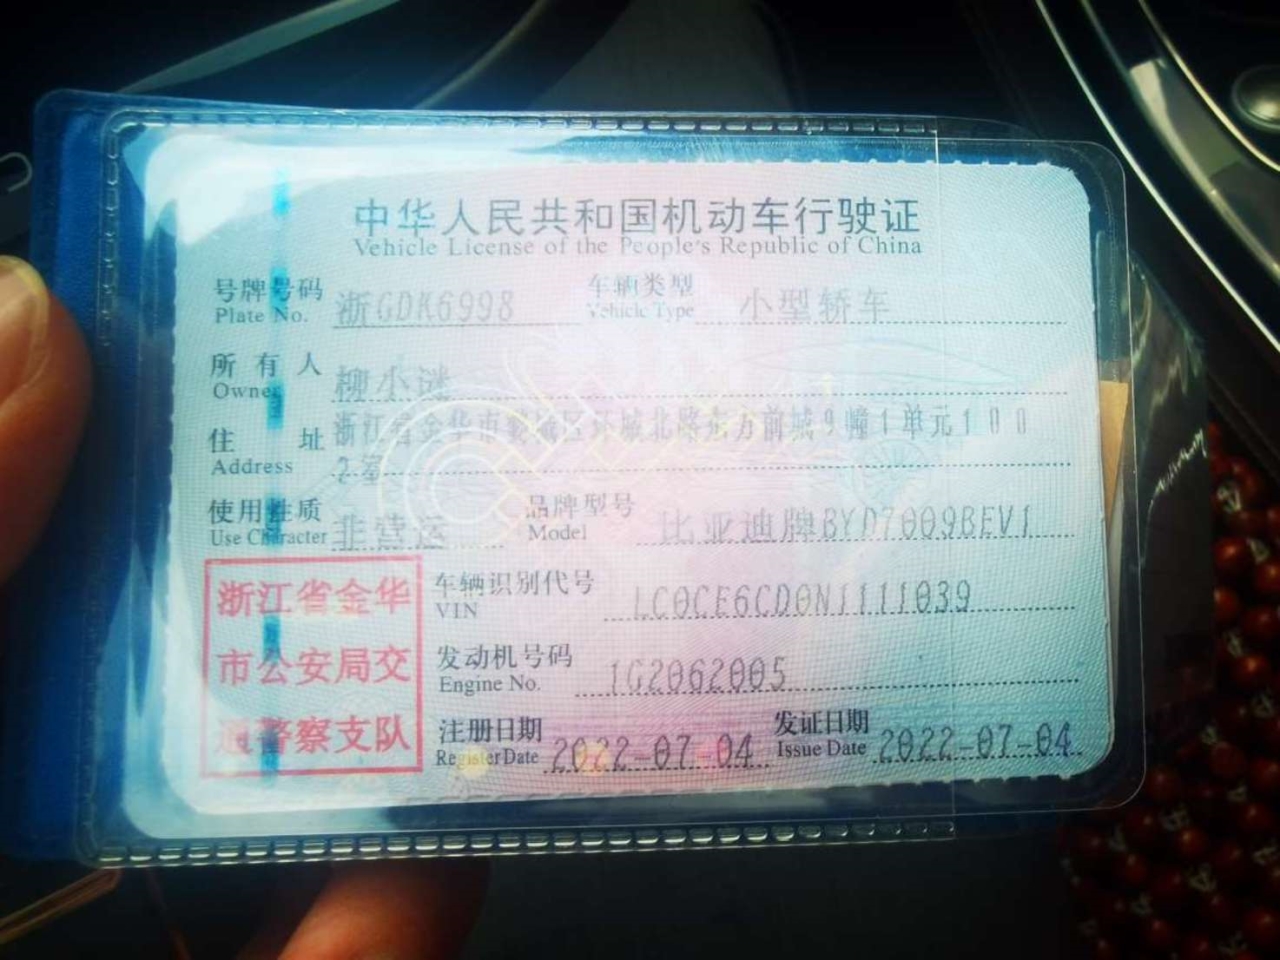 中华人民共和国机动车行驶证
Vehicle License of the People's Republic of China
号牌号码 浙GDK6998 车辆类型 小型轿车
Plate No. Vehicle Type
所有人 柳小谜
Owner
住址 浙江省金华市婺城区环城北路东方前城9幢1单元100
Address 2室
使用性质 非营运 品牌型号 比亚迪牌BYD7009BEV1
Use Character Model
浙江省金华
市公安局交
通警察支队
车辆识别代号 LC0CE6CD0N1111039
VIN
发动机号码 1G2062005
Engine No.
注册日期 2022-07-04 发证日期 2022-07-04
Register Date Issue Date